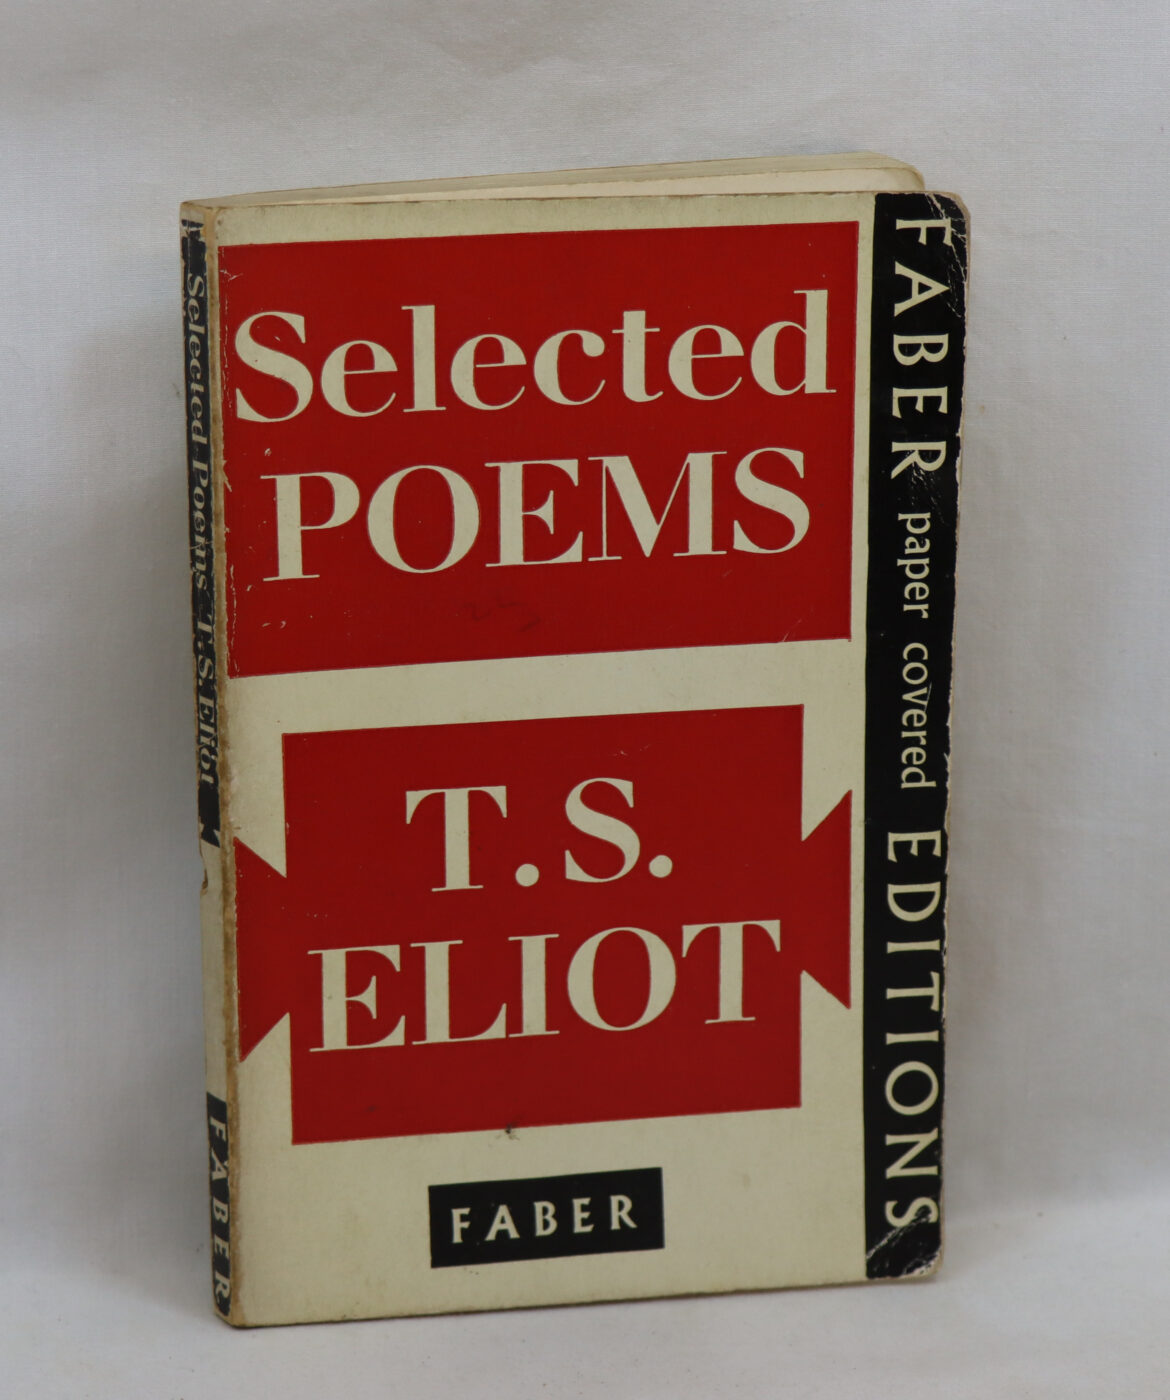 Selected
POEMS
T.S.
ELIOT
FABER
FABER paper covered EDITIONS
Selected Poems T.S. Eliot
FABER